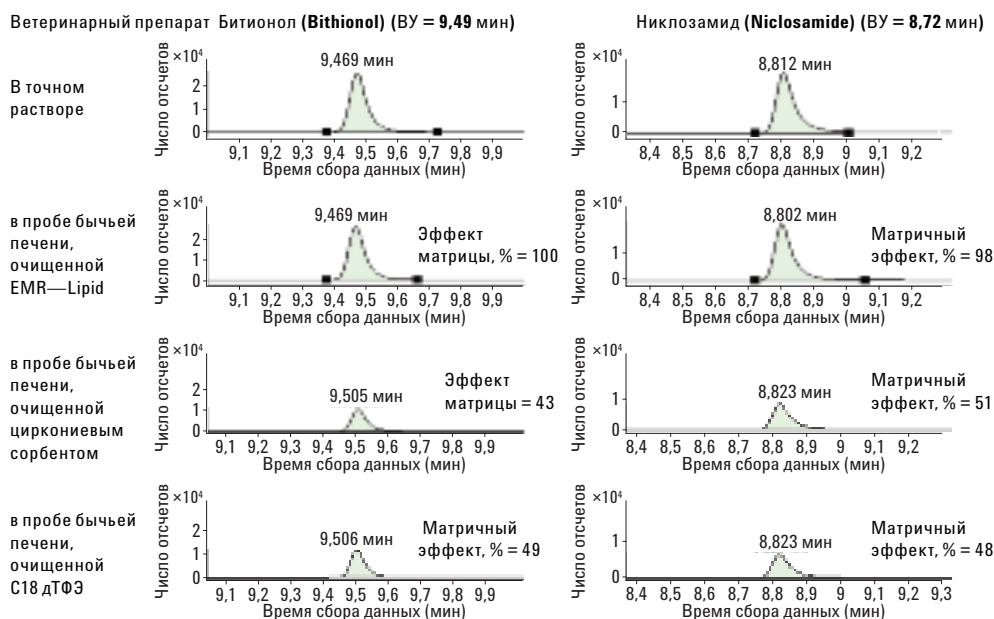 Ветеринарный препарат Битионол (Bithionol) (ВУ = 9,49 мин)
Никлозамид (Niclosamide) (ВУ = 8,72 мин)
В точном
растворе
Число отсчетов
×10⁴
2
1
0
9,469 мин
9,1 9,2 9,3 9,4 9,5 9,6 9,7 9,8 9,9
Время сбора данных (мин)
Число отсчетов
×10⁴
1
0
8,812 мин
8,4 8,5 8,6 8,7 8,8 8,9 9 9,1 9,2
Время сбора данных (мин)
в пробе бычьей
печени,
очищенной
EMR—Lipid
Число отсчетов
×10⁴
2
1
0
9,469 мин
Эффект
матрицы, % = 100
9,1 9,2 9,3 9,4 9,5 9,6 9,7 9,8 9,9
Время сбора данных (мин)
Число отсчетов
×10⁴
1
0
8,802 мин
Матричный
эффект, % = 98
8,4 8,5 8,6 8,7 8,8 8,9 9 9,1 9,2
Время сбора данных (мин)
в пробе бычьей
печени,
очищенной
циркониевым
сорбентом
Число отсчетов
×10⁴
2
1
0
9,505 мин
Эффект
матрицы = 43
9,1 9,2 9,3 9,4 9,5 9,6 9,7 9,8 9,9
Время сбора данных (мин)
Число отсчетов
×10⁴
1
0
8,823 мин
Матричный
эффект, % = 51
8,4 8,5 8,6 8,7 8,8 8,9 9 9,1 9,2
Время сбора данных (мин)
в пробе бычьей
печени,
очищенной
С18 дТФЭ
Число отсчетов
×10⁴
2
1
0
9,506 мин
Матричный
эффект, % = 49
9,1 9,2 9,3 9,4 9,5 9,6 9,7 9,8 9,9
Время сбора данных (мин)
Число отсчетов
×10⁴
1
0
8,823 мин
Матричный
эффект, % = 48
8,4 8,5 8,6 8,7 8,8 8,9 9 9,1 9,2 9,3
Время сбора данных (мин)